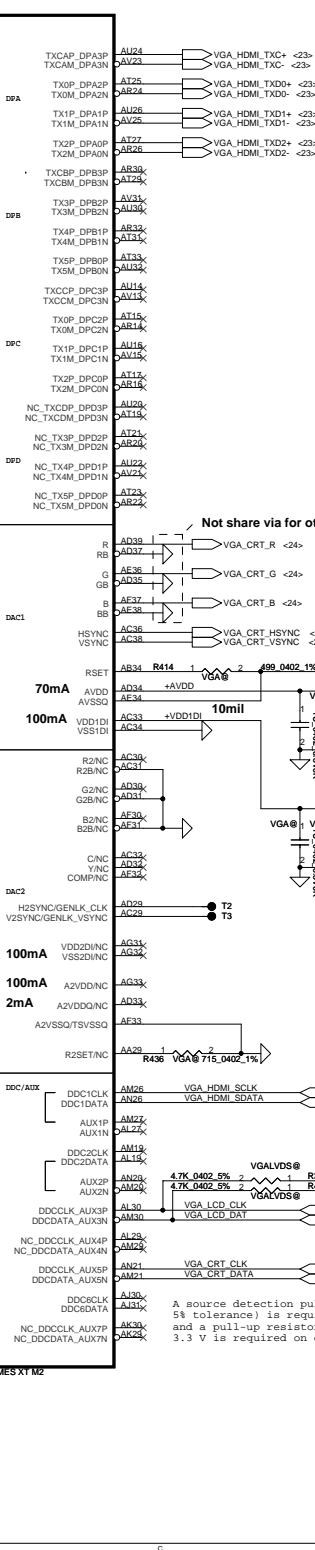 TXCAP_DPA3P AU24 VGA_HDMI_TXC+ <23>
TXCAM_DPA3N AV23 VGA_HDMI_TXC- <23>
TX0P_DPA2P AT25 VGA_HDMI_TXD0+ <23>
DPA TX0M_DPA2N AR24 VGA_HDMI_TXD0- <23>
TX1P_DPA1P AU26 VGA_HDMI_TXD1+ <23>
TX1M_DPA1N AV25 VGA_HDMI_TXD1- <23>
TX2P_DPA0P AT27 VGA_HDMI_TXD2+ <23>
TX2M_DPA0N AR26 VGA_HDMI_TXD2- <23>
TXCBP_DPB3P AR30
TXCBM_DPB3N AT29
TX3P_DPB2P AV31
DPB TX3M_DPB2N AU30
TX4P_DPB1P AR32
TX4M_DPB1N AT31
TX5P_DPB0P AT33
TX5M_DPB0N AU32
TXCCP_DPC3P AU14
TXCCM_DPC3N AV13
TX0P_DPC2P AT15
TX0M_DPC2N AR14
DPC TX1P_DPC1P AU16
TX1M_DPC1N AV15
TX2P_DPC0P AT17
TX2M_DPC0N AR16
NC_TXCDP_DPD3P AU20
NC_TXCDM_DPD3N AT19
NC_TX3P_DPD2P AT21
NC_TX3M_DPD2N AR20
DPD NC_TX4P_DPD1P AU22
NC_TX4M_DPD1N AV21
NC_TX5P_DPD0P AT23
NC_TX5M_DPD0N AR22
Not share via for ot
R AD39 VGA_CRT_R <24>
RB AD37
G AE36 VGA_CRT_G <24>
GB AD35
B AF37 VGA_CRT_B <24>
DAC1 BB AE38
HSYNC AC36 VGA_CRT_HSYNC <
VSYNC AC38 VGA_CRT_VSYNC <2
RSET AB34 R414 1 2 499_0402_1%
VGA@
70mA AVDD AD34 +AVDD
AVSSQ AE34 10mil
100mA VDD1DI AC33 +VDD1DI
VSS1DI AC34
R2/NC AC30
R2B/NC AC31
G2/NC AD30
G2B/NC AD31
B2/NC AF30
B2B/NC AF31
VGA@
C/NC AC32
Y/NC AD32
COMP/NC AF32
DAC2
H2SYNC/GENLK_CLK AD29 T2
V2SYNC/GENLK_VSYNC AC29 T3
100mA VDD2DI/NC AG31
VSS2DI/NC AG32
100mA A2VDD/NC AG33
2mA A2VDDQ/NC AD33
A2VSSQ/TSVSSQ AF33
R2SET/NC AA29 R436 1 2 VGA@ 715_0402_1%
DDC/AUX
DDC1CLK AM26 VGA_HDMI_SCLK
DDC1DATA AN26 VGA_HDMI_SDATA
AUX1P AM27
AUX1N AL27
DDC2CLK AM19
DDC2DATA AL19
VGALVDS@
AUX2P AN20 4.7K_0402_5% 2 1
AUX2N AM20 4.7K_0402_5% 2 1
VGALVDS@
DDCCLK_AUX3P AL30 VGA_LCD_CLK
DDCDATA_AUX3N AM30 VGA_LCD_DAT
NC_DDCCLK_AUX4P AL29
NC_DDCDATA_AUX4N AM29
DDCCLK_AUX5P AN21 VGA_CRT_CLK
DDCDATA_AUX5N AM21 VGA_CRT_DATA
DDC6CLK AJ30
DDC6DATA AJ31
A source detection pu
5% tolerance) is requi
NC_DDCCLK_AUX7P AK30 and a pull-up resistor
NC_DDCDATA_AUX7N AK29 3.3 V is required on
MES XT M2
C